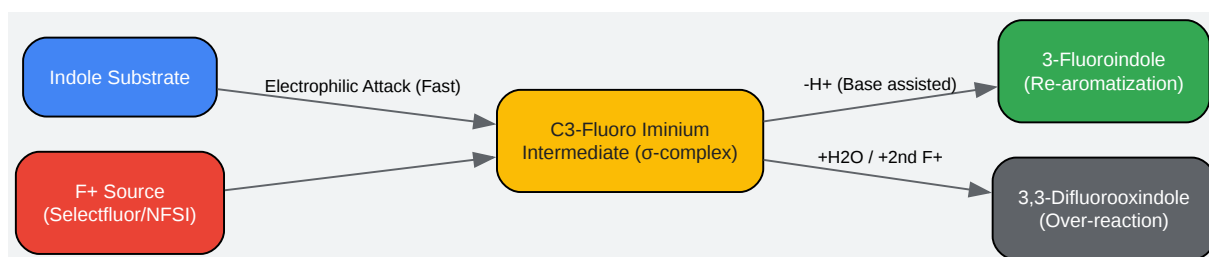 Indole Substrate
F+ Source
(Selectfluor/NFSI)
Electrophilic Attack (Fast)
C3-Fluoro Iminium
Intermediate (σ-complex)
-H+ (Base assisted)
+H2O / +2nd F+
3-Fluoroindole
(Re-aromatization)
3,3-Difluorooxindole
(Over-reaction)